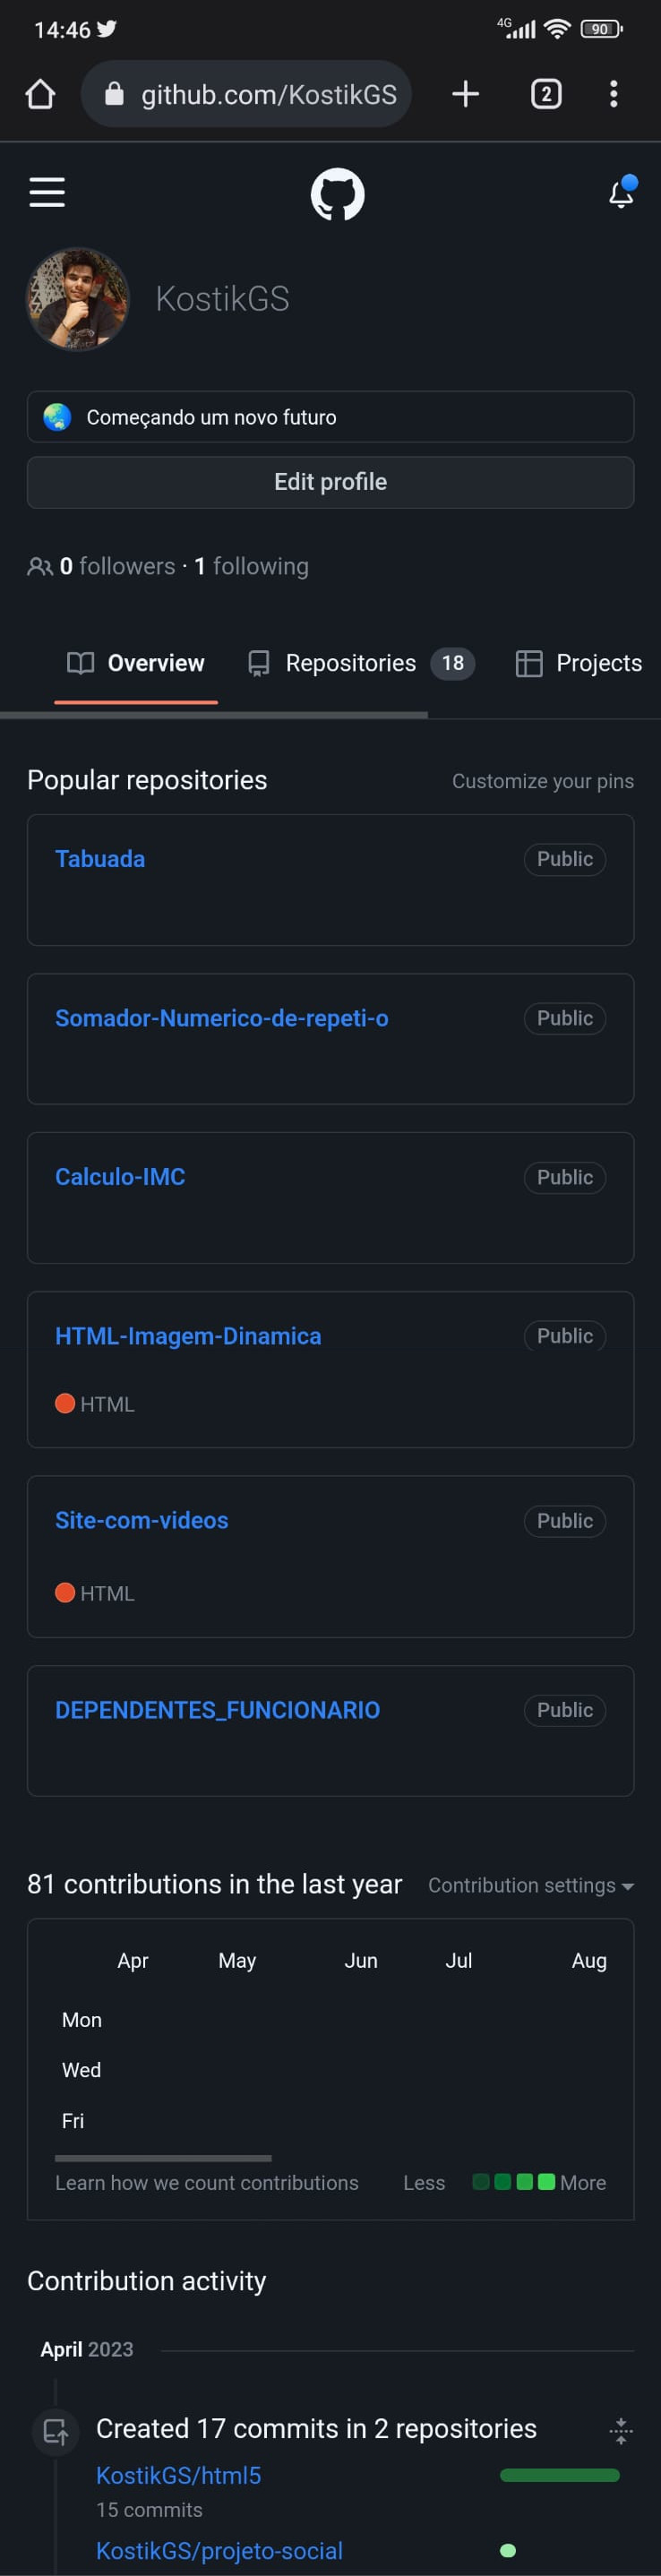 14:46
4G
90
github.com/KostikGS
2
KostikGS
Começando um novo futuro
Edit profile
0 followers · 1 following
Overview Repositories 18 Projects
Popular repositories Customize your pins
Tabuada Public
Somador-Numerico-de-repeti-o Public
Calculo-IMC Public
HTML-Imagem-Dinamica Public
HTML
Site-com-videos Public
HTML
DEPENDENTES_FUNCIONARIO Public
81 contributions in the last year Contribution settings
Apr May Jun Jul Aug
Mon
Wed
Fri
Learn how we count contributions Less More
Contribution activity
April 2023
Created 17 commits in 2 repositories
KostikGS/html5
15 commits
KostikGS/projeto-social